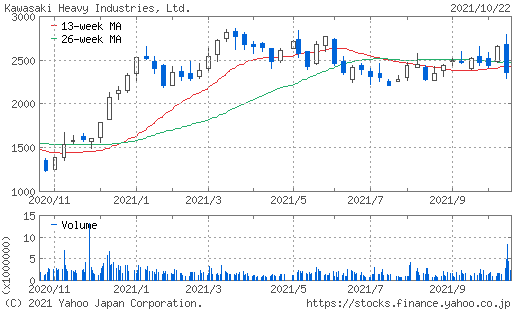 Kawasaki Heavy Industries, Ltd. 2021/10/22
3000
13-week MA
26-week MA
2500
2000
1500
1000
2020/11 2021/1 2021/3 2021/5 2021/7 2021/9
15
Volume
10
5
0
(x1000000)
2020/11 2021/1 2021/3 2021/5 2021/7 2021/9
(C) 2021 Yahoo Japan Corporation. https://stocks.finance.yahoo.co.jp/